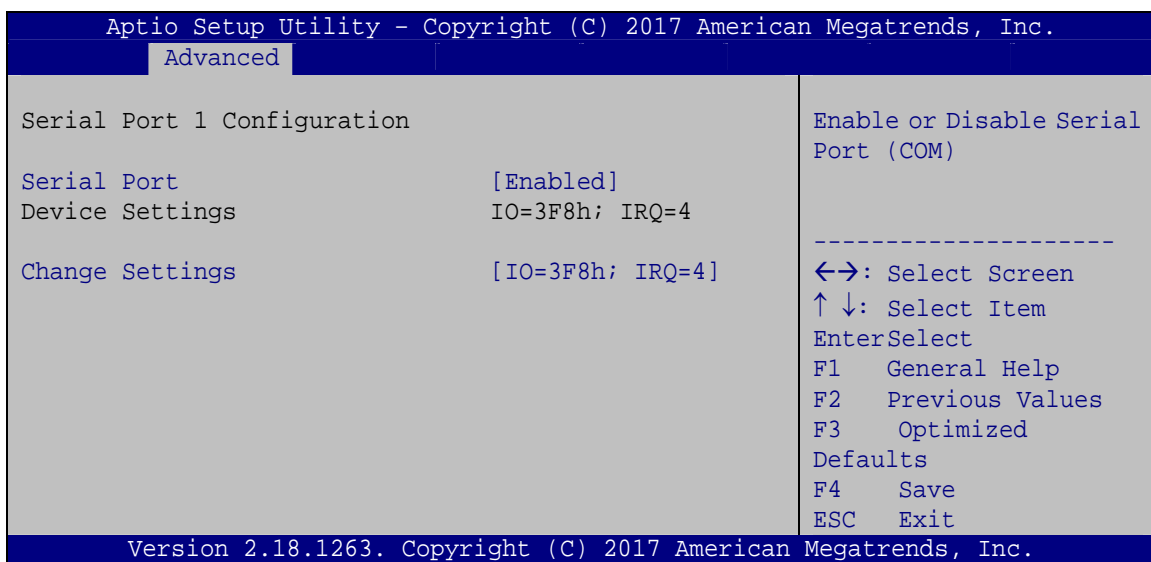 Aptio Setup Utility – Copyright (C) 2017 American Megatrends, Inc.
Advanced
Serial Port 1 Configuration
Serial Port [Enabled]
Device Settings IO=3F8h; IRQ=4
Change Settings [IO=3F8h; IRQ=4]
Enable or Disable Serial
Port (COM)
---------------------
←→: Select Screen
↑ ↓: Select Item
EnterSelect
F1 General Help
F2 Previous Values
F3 Optimized
Defaults
F4 Save
ESC Exit
Version 2.18.1263. Copyright (C) 2017 American Megatrends, Inc.